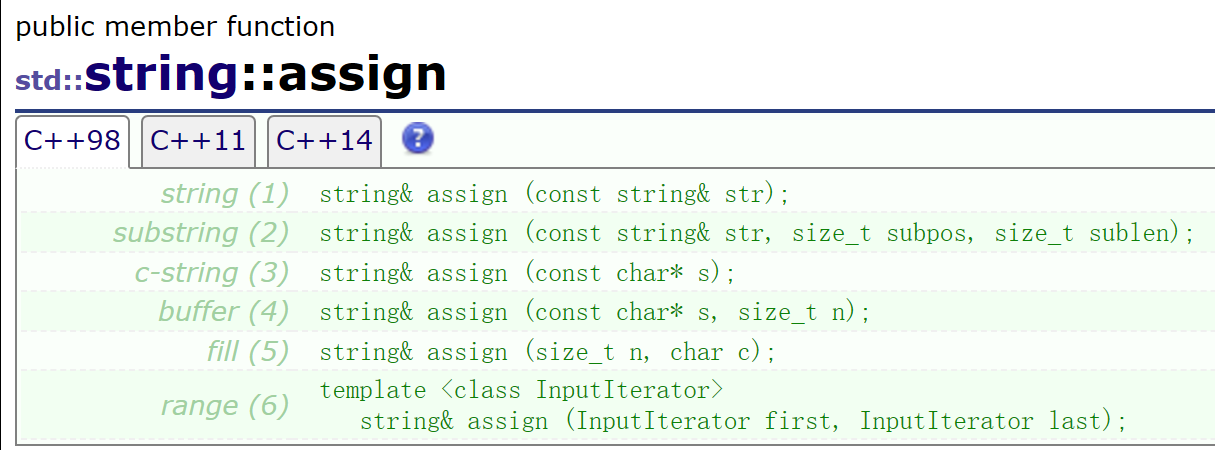 public member function
std::string::assign
C++98 C++11 C++14 ?
string (1) string& assign (const string& str);
substring (2) string& assign (const string& str, size_t subpos, size_t sublen);
c-string (3) string& assign (const char* s);
buffer (4) string& assign (const char* s, size_t n);
fill (5) string& assign (size_t n, char c);
range (6) template <class InputIterator>
string& assign (InputIterator first, InputIterator last);